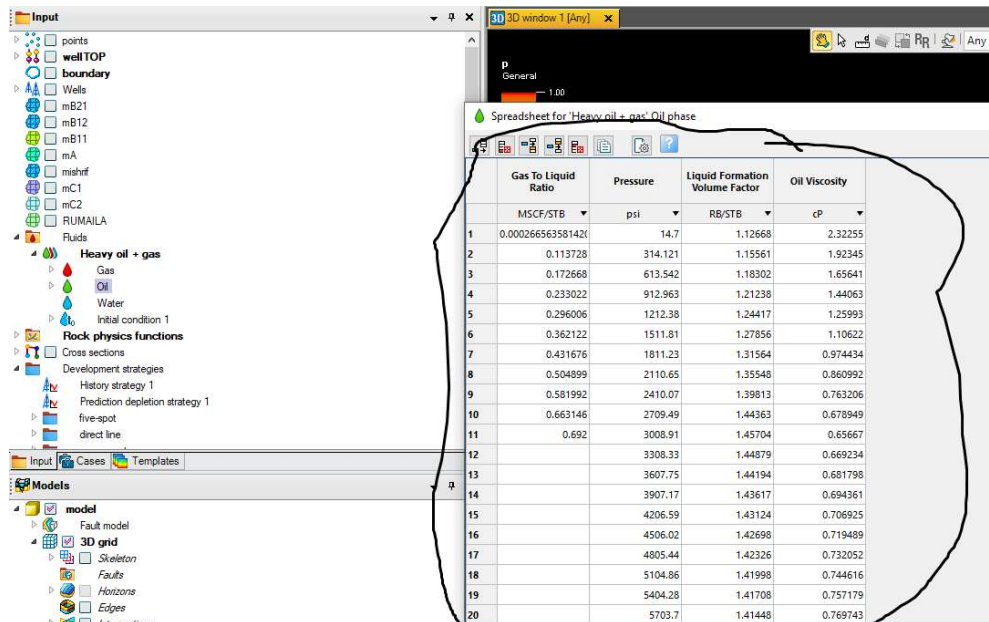 Input
3D 3D window 1 [Any]
points
well TOP
boundary
Wells
mB21
mB12
mB11
mA
mishrif
mC1
mC2
RUMAILA
Fluids
Heavy oil + gas
Gas
Oil
Water
Initial condition 1
Rock physics functions
Cross sections
Development strategies
History strategy 1
Prediction depletion strategy 1
five-spot
direct line
Input Cases Templates
Models
model
Fault model
3D grid
Skeleton
Faults
Horizons
Edges
Any
p
General
1.00
Spreadsheet for 'Heavy oil + gas' Oil phase
Gas To Liquid Ratio Pressure Liquid Formation Volume Factor Oil Viscosity
MSCF/STB psi RB/STB cP
1 0.000266563581420 14.7 1.12668 2.32255
2 0.113728 314.121 1.15561 1.92345
3 0.172668 613.542 1.18302 1.65641
4 0.233022 912.963 1.21238 1.44063
5 0.296006 1212.38 1.24417 1.25993
6 0.362122 1511.81 1.27856 1.10622
7 0.431676 1811.23 1.31564 0.974434
8 0.504899 2110.65 1.35548 0.860992
9 0.581992 2410.07 1.39813 0.763206
10 0.663146 2709.49 1.44363 0.678949
11 0.692 3008.91 1.45704 0.65667
12 3308.33 1.44879 0.669234
13 3607.75 1.44194 0.681798
14 3907.17 1.43617 0.694361
15 4206.59 1.43124 0.706925
16 4506.02 1.42698 0.719489
17 4805.44 1.42326 0.732052
18 5104.86 1.41998 0.744616
19 5404.28 1.41708 0.757179
20 5703.7 1.41448 0.769743